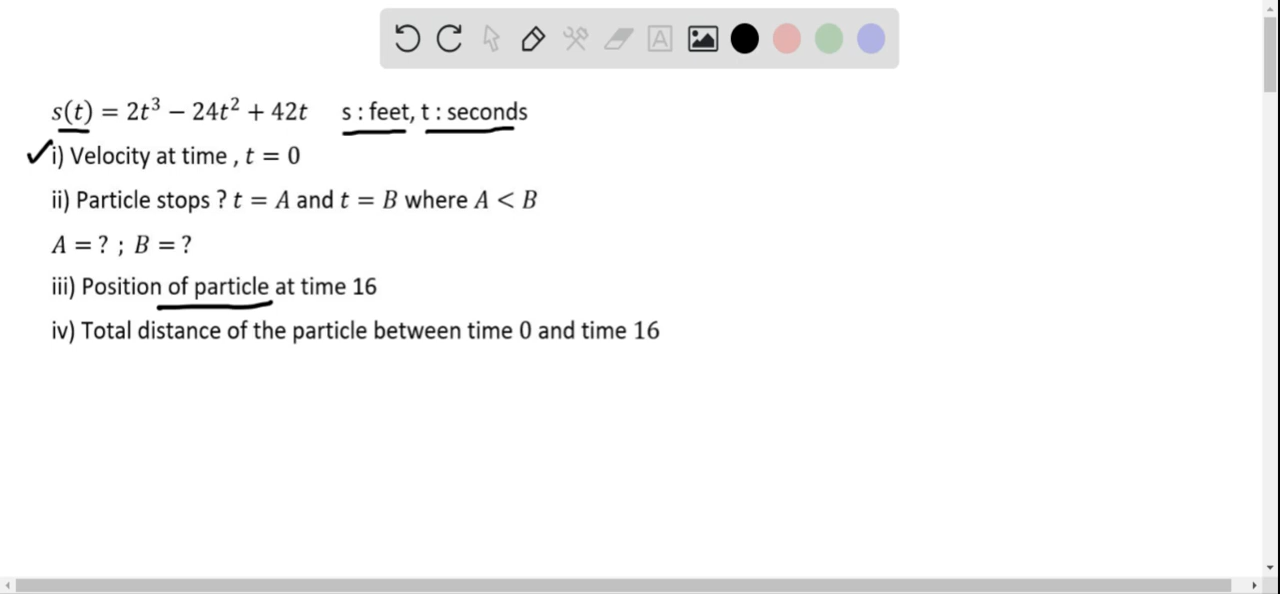 s(t) = 2t³ − 24t² + 42t s : feet, t : seconds
i) Velocity at time , t = 0
ii) Particle stops ? t = A and t = B where A < B
A = ? ; B = ?
iii) Position of particle at time 16
iv) Total distance of the particle between time 0 and time 16